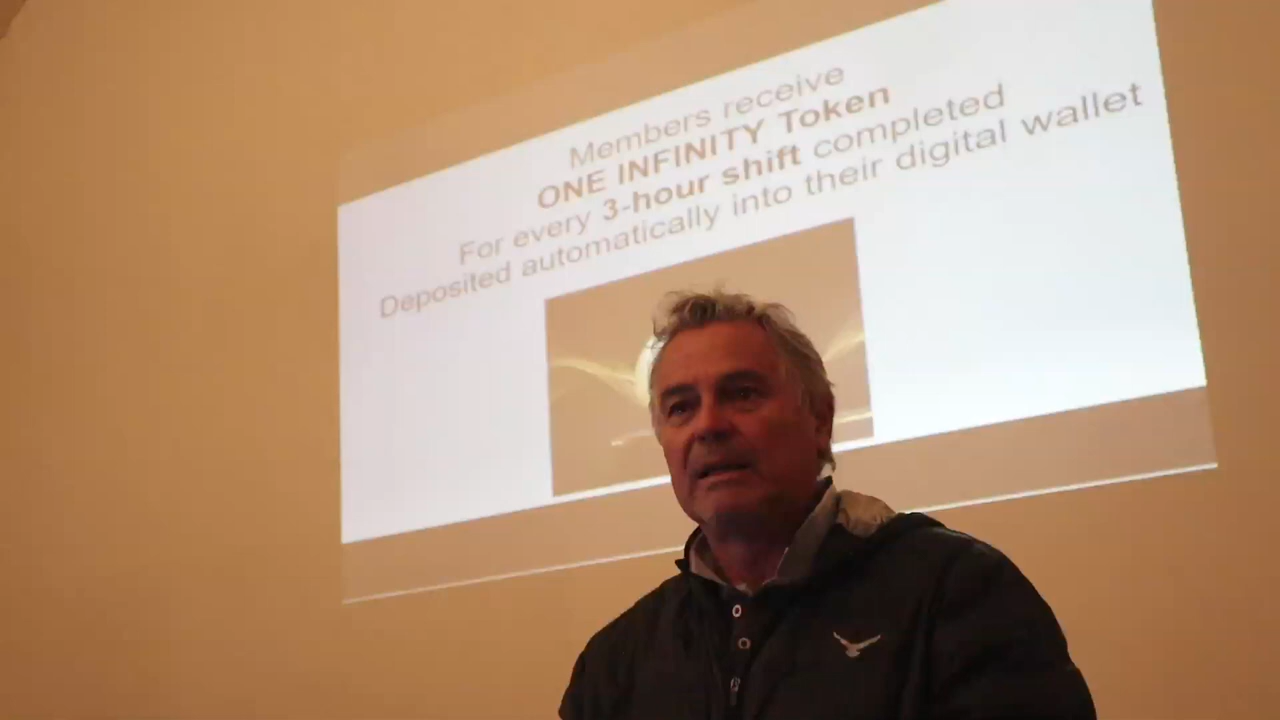 Members receive
ONE INFINITY Token
For every 3-hour shift completed
Deposited automatically into their digital wallet